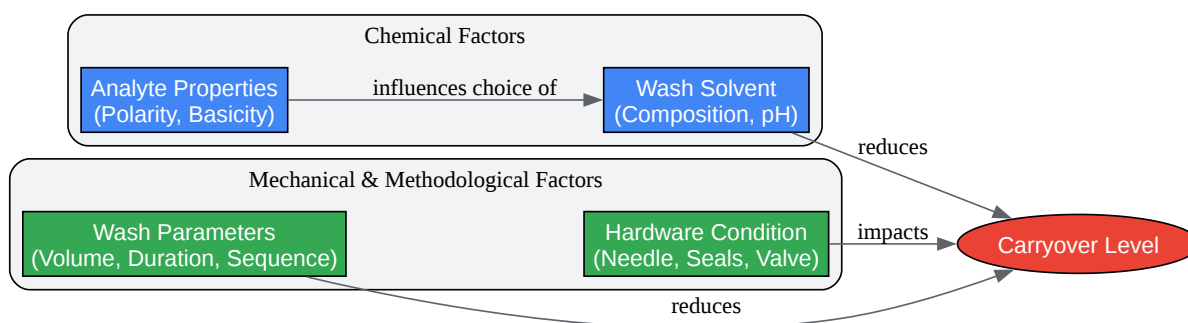 Chemical Factors
Analyte Properties
(Polarity, Basicity)
influences choice of
Wash Solvent
(Composition, pH)
reduces
Mechanical & Methodological Factors
Wash Parameters
(Volume, Duration, Sequence)
Hardware Condition
(Needle, Seals, Valve)
impacts
Carryover Level
reduces